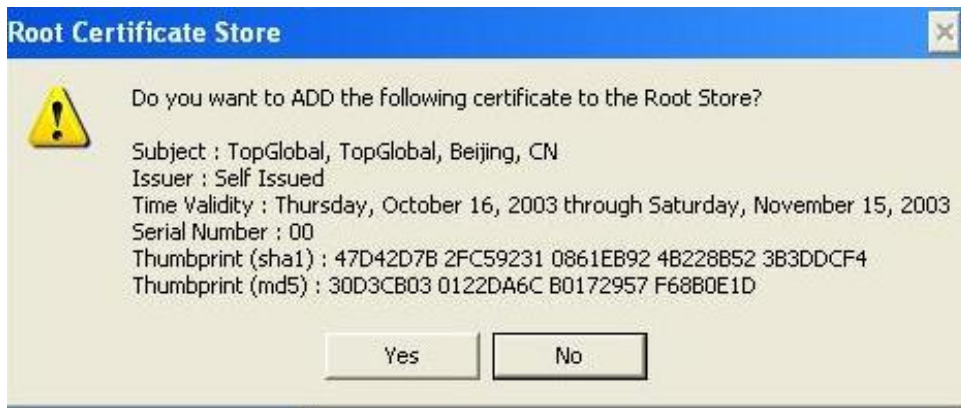 Root Certificate Store
Do you want to ADD the following certificate to the Root Store?
Subject : TopGlobal, TopGlobal, Beijing, CN
Issuer : Self Issued
Time Validity : Thursday, October 16, 2003 through Saturday, November 15, 2003
Serial Number : 00
Thumbprint (sha1) : 47D42D7B 2FC59231 0861EB92 4B228B52 3B3DDCF4
Thumbprint (md5) : 30D3CB03 0122DA6C B0172957 F68B0E1D
Yes No